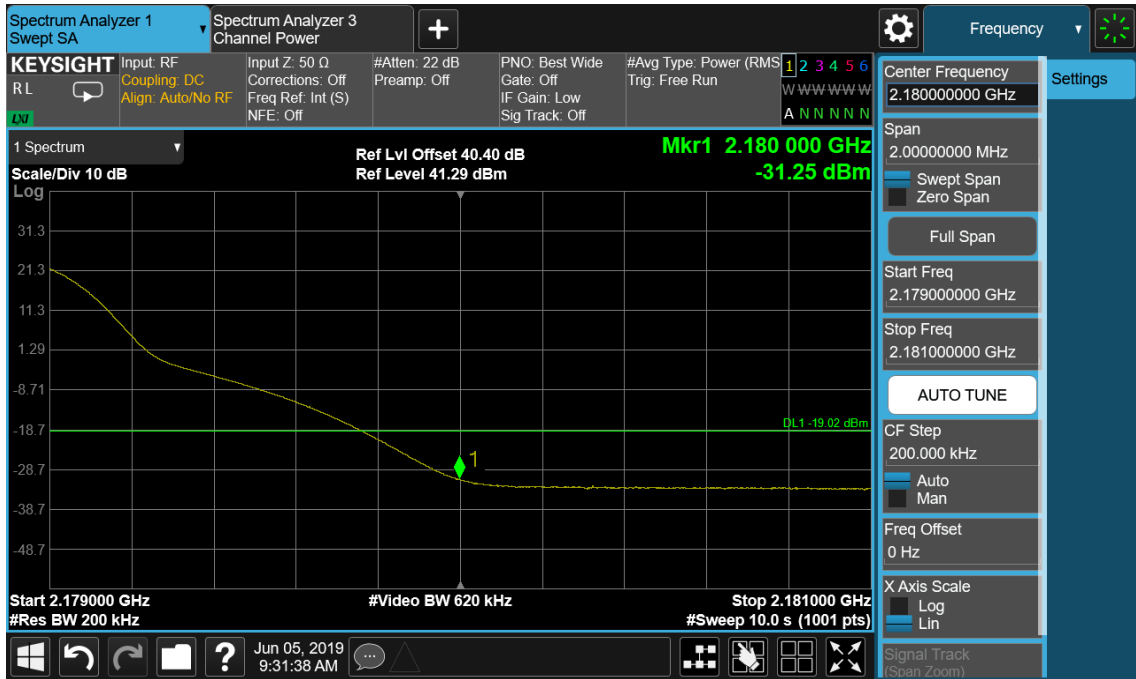 Spectrum Analyzer 1
Swept SA
Spectrum Analyzer 3
Channel Power
Frequency
KEYSIGHT
R L
LXI
Input: RF
Coupling: DC
Align: Auto/No RF
Input Z: 50 Ω
Corrections: Off
Freq Ref: Int (S)
NFE: Off
#Atten: 22 dB
Preamp: Off
PNO: Best Wide
Gate: Off
IF Gain: Low
Sig Track: Off
#Avg Type: Power (RMS
Trig: Free Run
1 2 3 4 5 6
W W W W W W
A N N N N N
1 Spectrum
Scale/Div 10 dB
Log
Ref Lvl Offset 40.40 dB
Ref Level 41.29 dBm
Mkr1 2.180 000 GHz
-31.25 dBm
31.3
21.3
11.3
1.29
-8.71
-18.7
-28.7
-38.7
-48.7
DL1 -19.02 dBm
1
Start 2.179000 GHz
#Res BW 200 kHz
#Video BW 620 kHz
Stop 2.181000 GHz
#Sweep 10.0 s (1001 pts)
?
Jun 05, 2019
9:31:38 AM
Center Frequency
2.180000000 GHz
Settings
Span
2.00000000 MHz
Swept Span
Zero Span
Full Span
Start Freq
2.179000000 GHz
Stop Freq
2.181000000 GHz
AUTO TUNE
CF Step
200.000 kHz
Auto
Man
Freq Offset
0 Hz
X Axis Scale
Log
Lin
Signal Track
(Span Zoom)